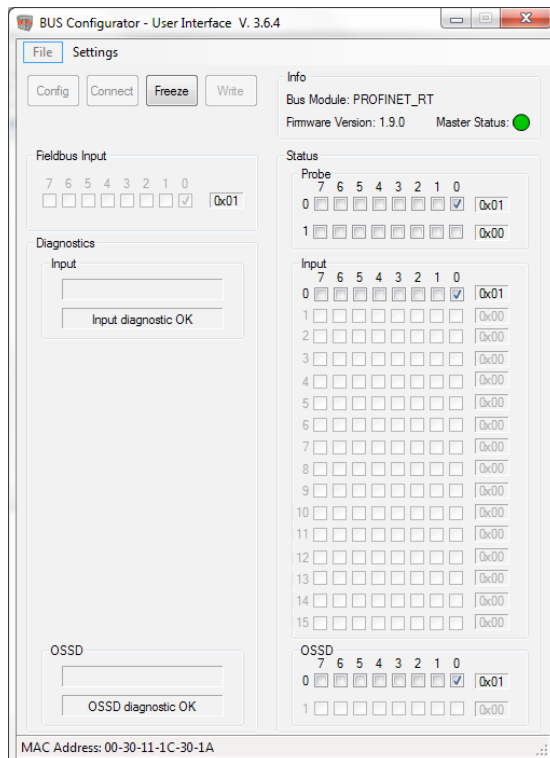 BUS Configurator - User Interface V. 3.6.4
File Settings
Config Connect Freeze Write
Info
Bus Module: PROFINET_RT
Firmware Version: 1.9.0 Master Status:
Fieldbus Input
7 6 5 4 3 2 1 0
0x01
Diagnostics
Input
Input diagnostic OK
OSSD
OSSD diagnostic OK
Status
Probe
7 6 5 4 3 2 1 0
0 0x01
1 0x00
Input
7 6 5 4 3 2 1 0
0 0x01
1 0x00
2 0x00
3 0x00
4 0x00
5 0x00
6 0x00
7 0x00
8 0x00
9 0x00
10 0x00
11 0x00
12 0x00
13 0x00
14 0x00
15 0x00
OSSD
7 6 5 4 3 2 1 0
0 0x01
1 0x00
MAC Address: 00-30-11-1C-30-1A